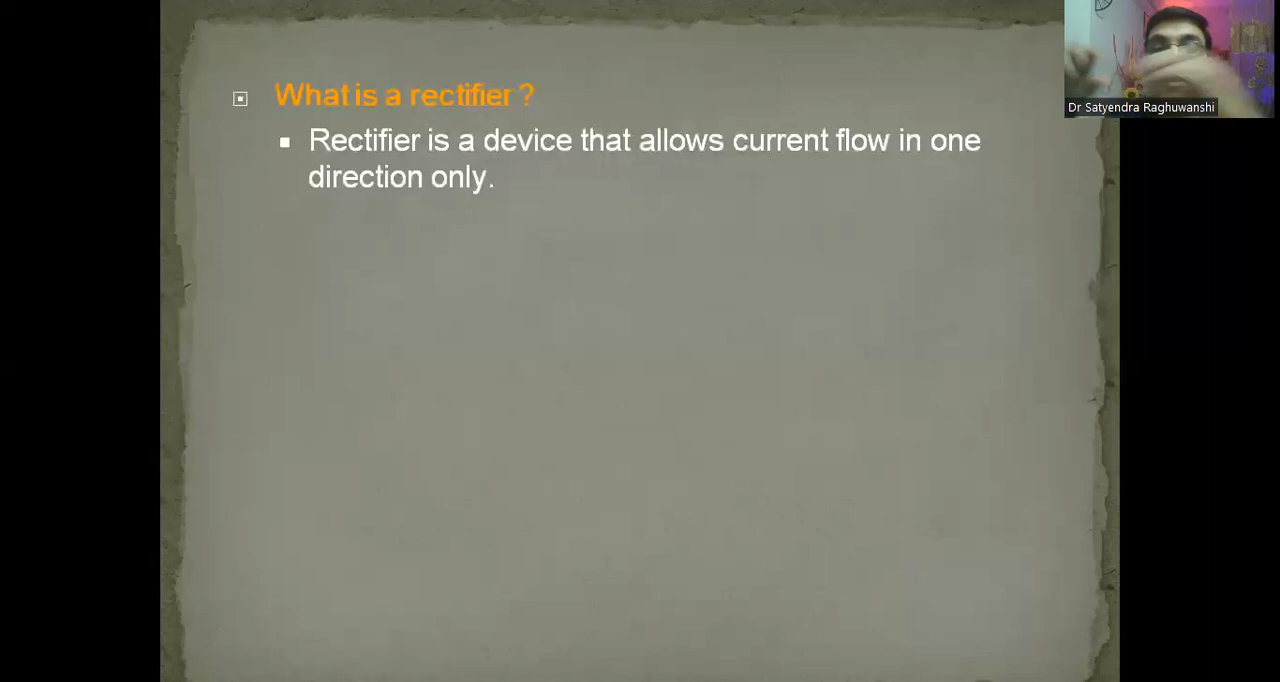 What is a rectifier ?
Rectifier is a device that allows current flow in one
direction only.
Dr Satyendra Raghuwanshi